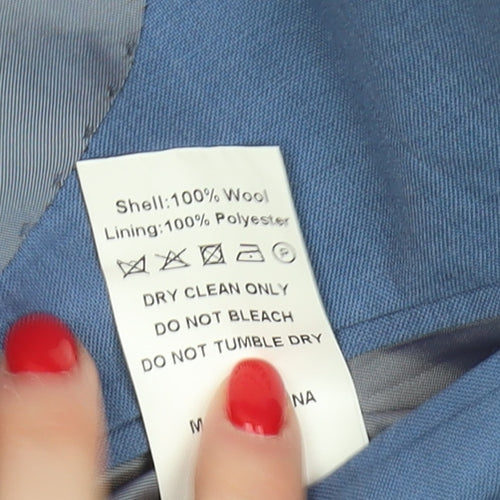 Shell:100% Wool
Lining:100% Polyester
P
DRY CLEAN ONLY
DO NOT BLEACH
DO NOT TUMBLE DRY